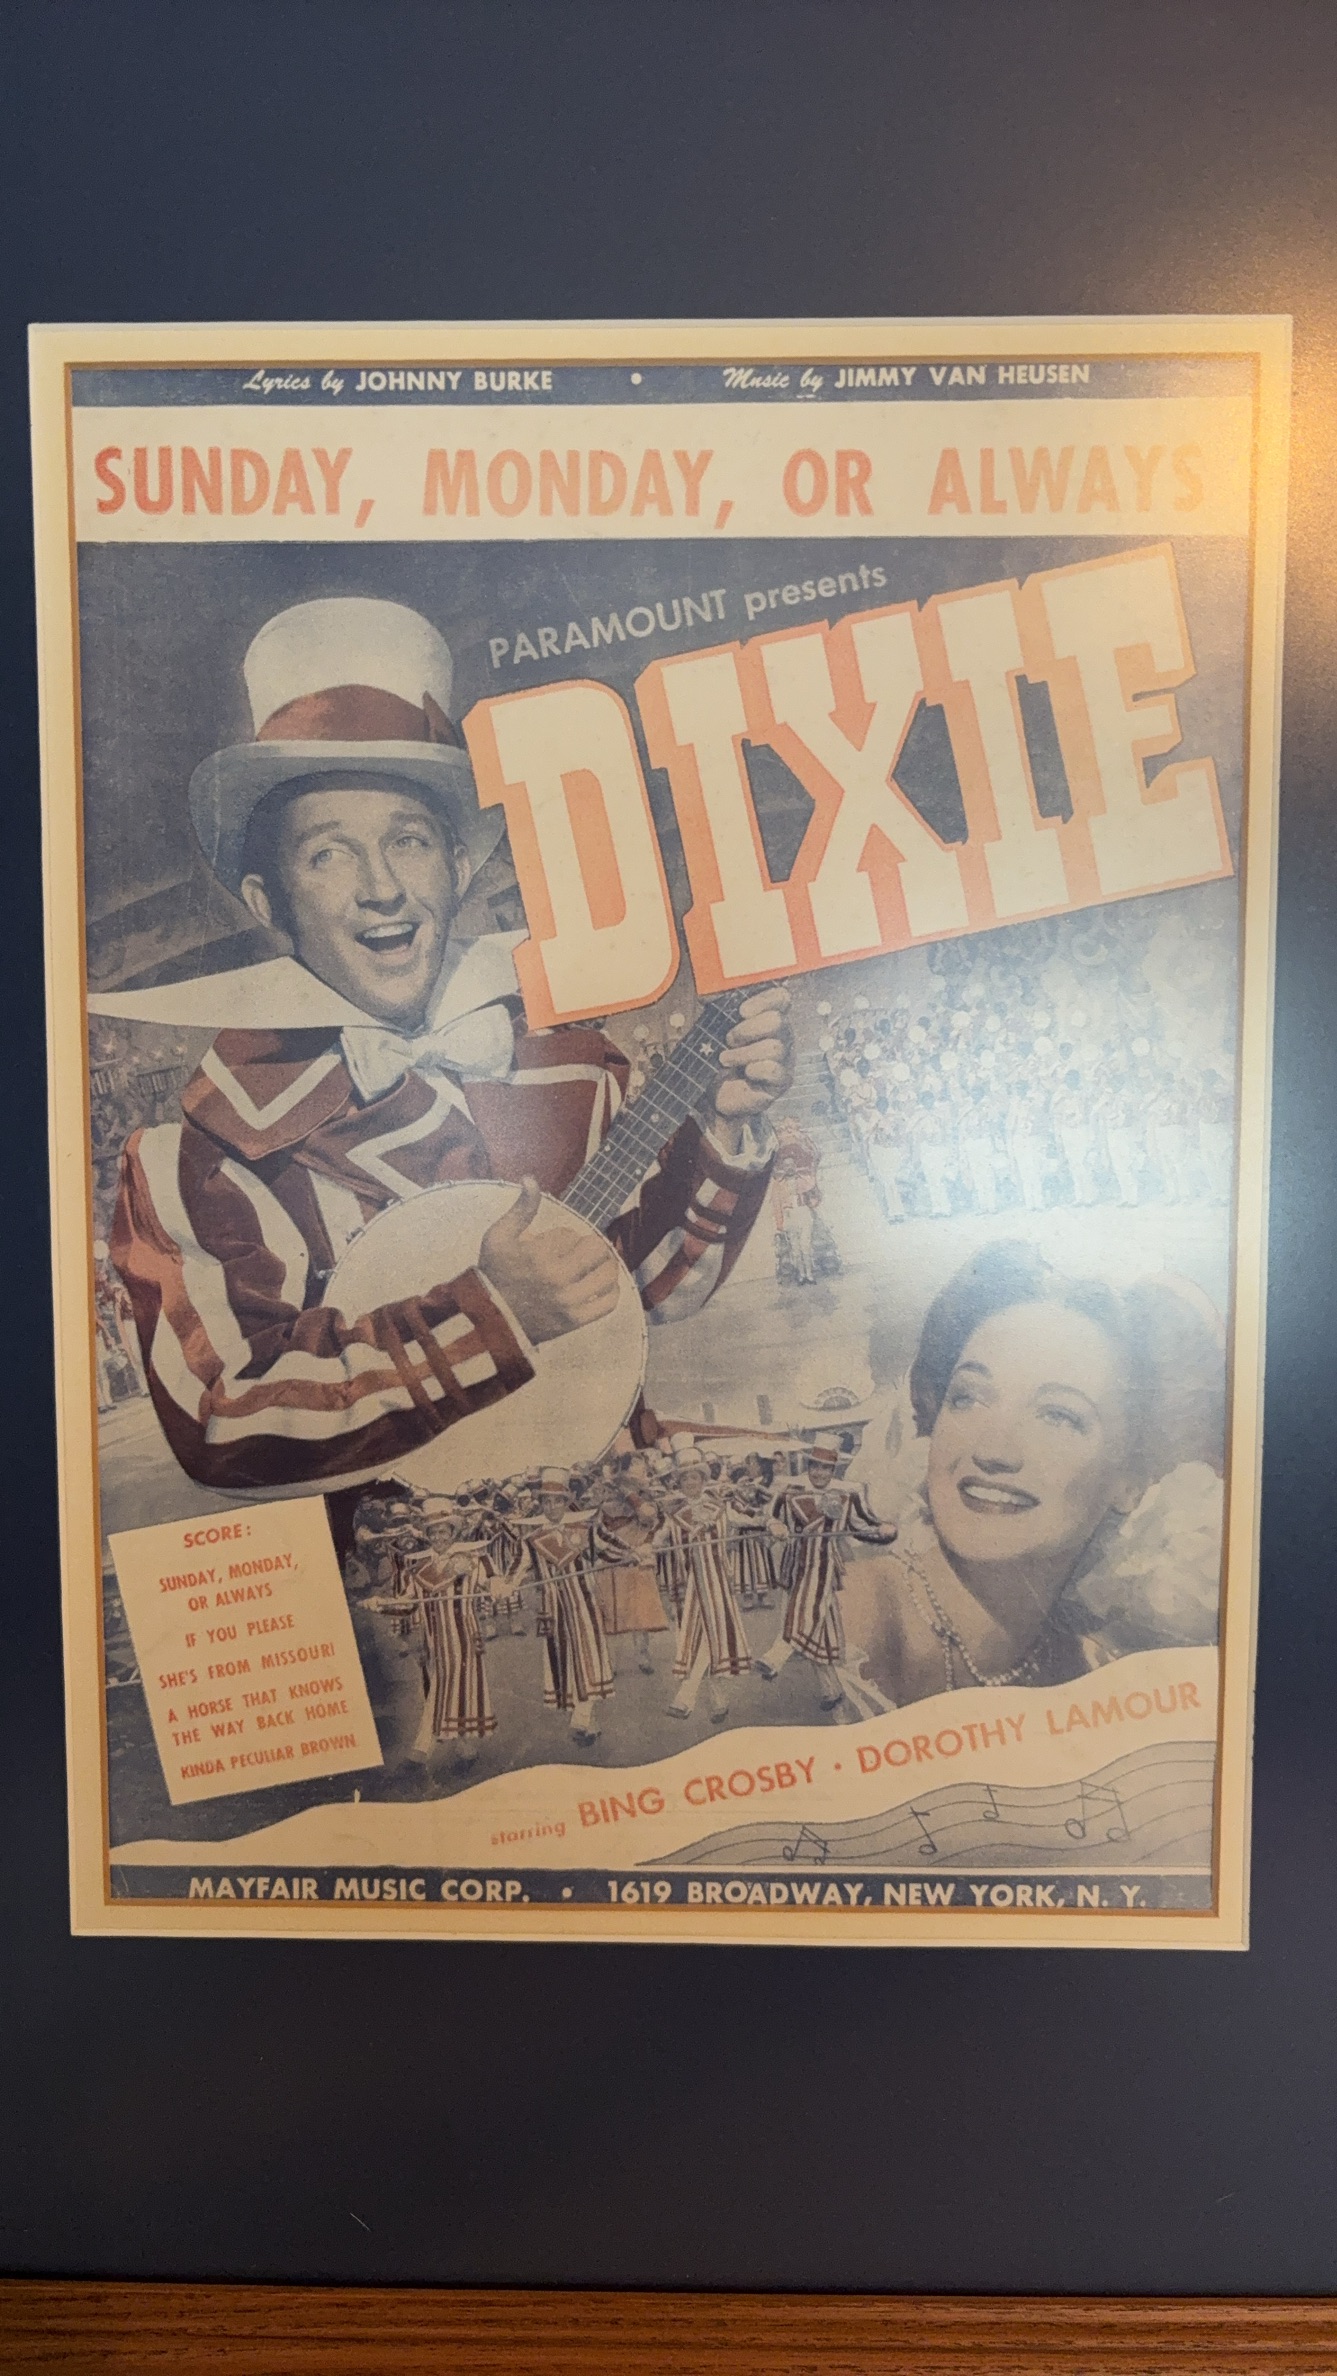 Lyrics by JOHNNY BURKE • Music by JIMMY VAN HEUSEN
SUNDAY, MONDAY, OR ALWAYS
PARAMOUNT presents
DIXIE
SCORE:
SUNDAY, MONDAY,
OR ALWAYS
IF YOU PLEASE
SHE'S FROM MISSOURI
A HORSE THAT KNOWS
THE WAY BACK HOME
KINDA PECULIAR BROWN
starring BING CROSBY · DOROTHY LAMOUR
MAYFAIR MUSIC CORP. • 1619 BROADWAY, NEW YORK, N. Y.